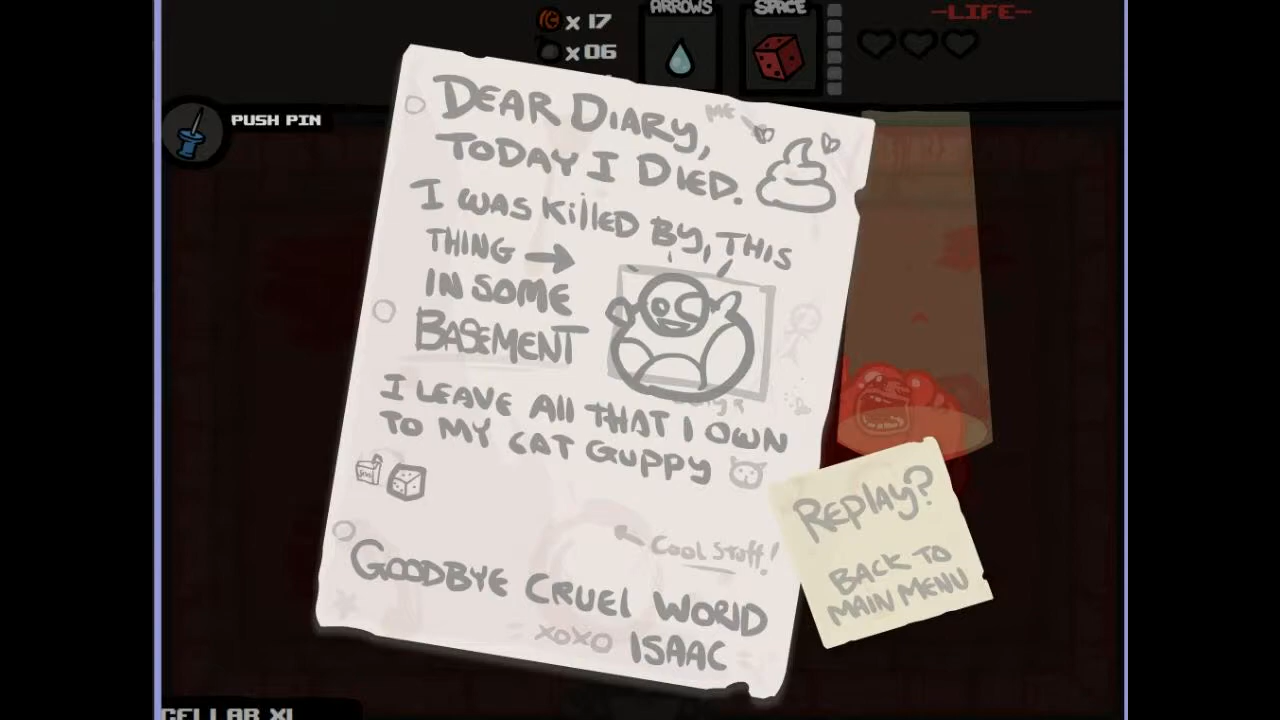 x 17
x 06
ARROWS
SPACE
-LIFE-
PUSH PIN
DEAR DIARY,
ME
TODAY I DIED.
I WAS KillED BY, THIS
THING →
IN SOME
BASEMENT
I LEAVE All THAT I OWN
TO MY CAT GUPPY
COOL STUFF!
GOODBYE CRUEL WORlD
XOXO ISAAC
REPlAY?
BACK TO
MAIN MENU
CELLAR XL